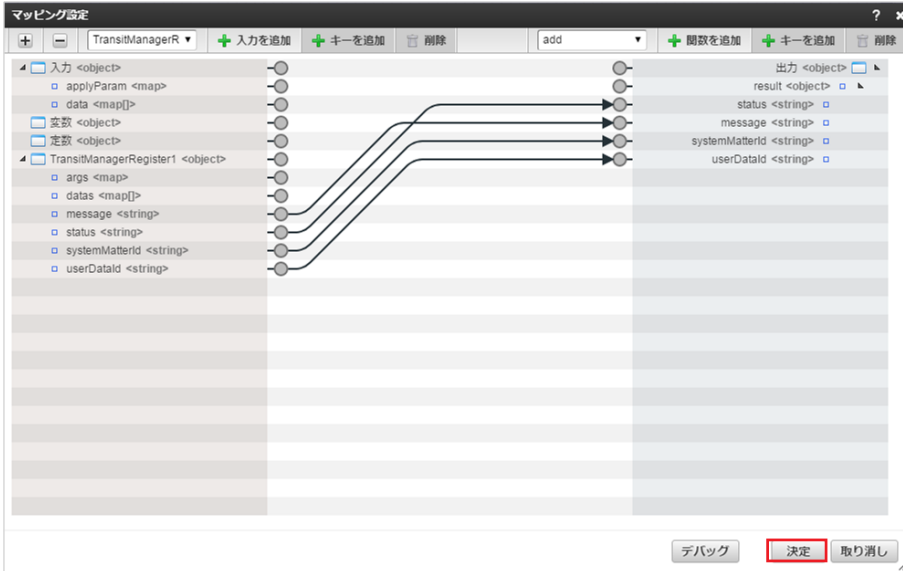 マッピング設定 ? ×
TransitManagerR ▼ 入力を追加 キーを追加 削除 add ▼ 関数を追加 キーを追加 削除
入力 <object> 出力 <object>
applyParam <map> result <object>
data <map[]> status <string>
変数 <object> message <string>
定数 <object> systemMatterId <string>
TransitManagerRegister1 <object> userDataId <string>
args <map>
datas <map[]>
message <string>
status <string>
systemMatterId <string>
userDataId <string>
デバッグ 決定 取り消し